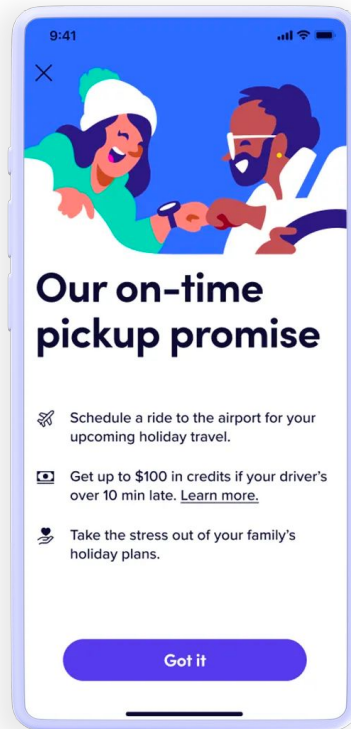 9:41
Our on-time
pickup promise
Schedule a ride to the airport for your
upcoming holiday travel.
Get up to $100 in credits if your driver's
over 10 min late. Learn more.
Take the stress out of your family's
holiday plans.
Got it